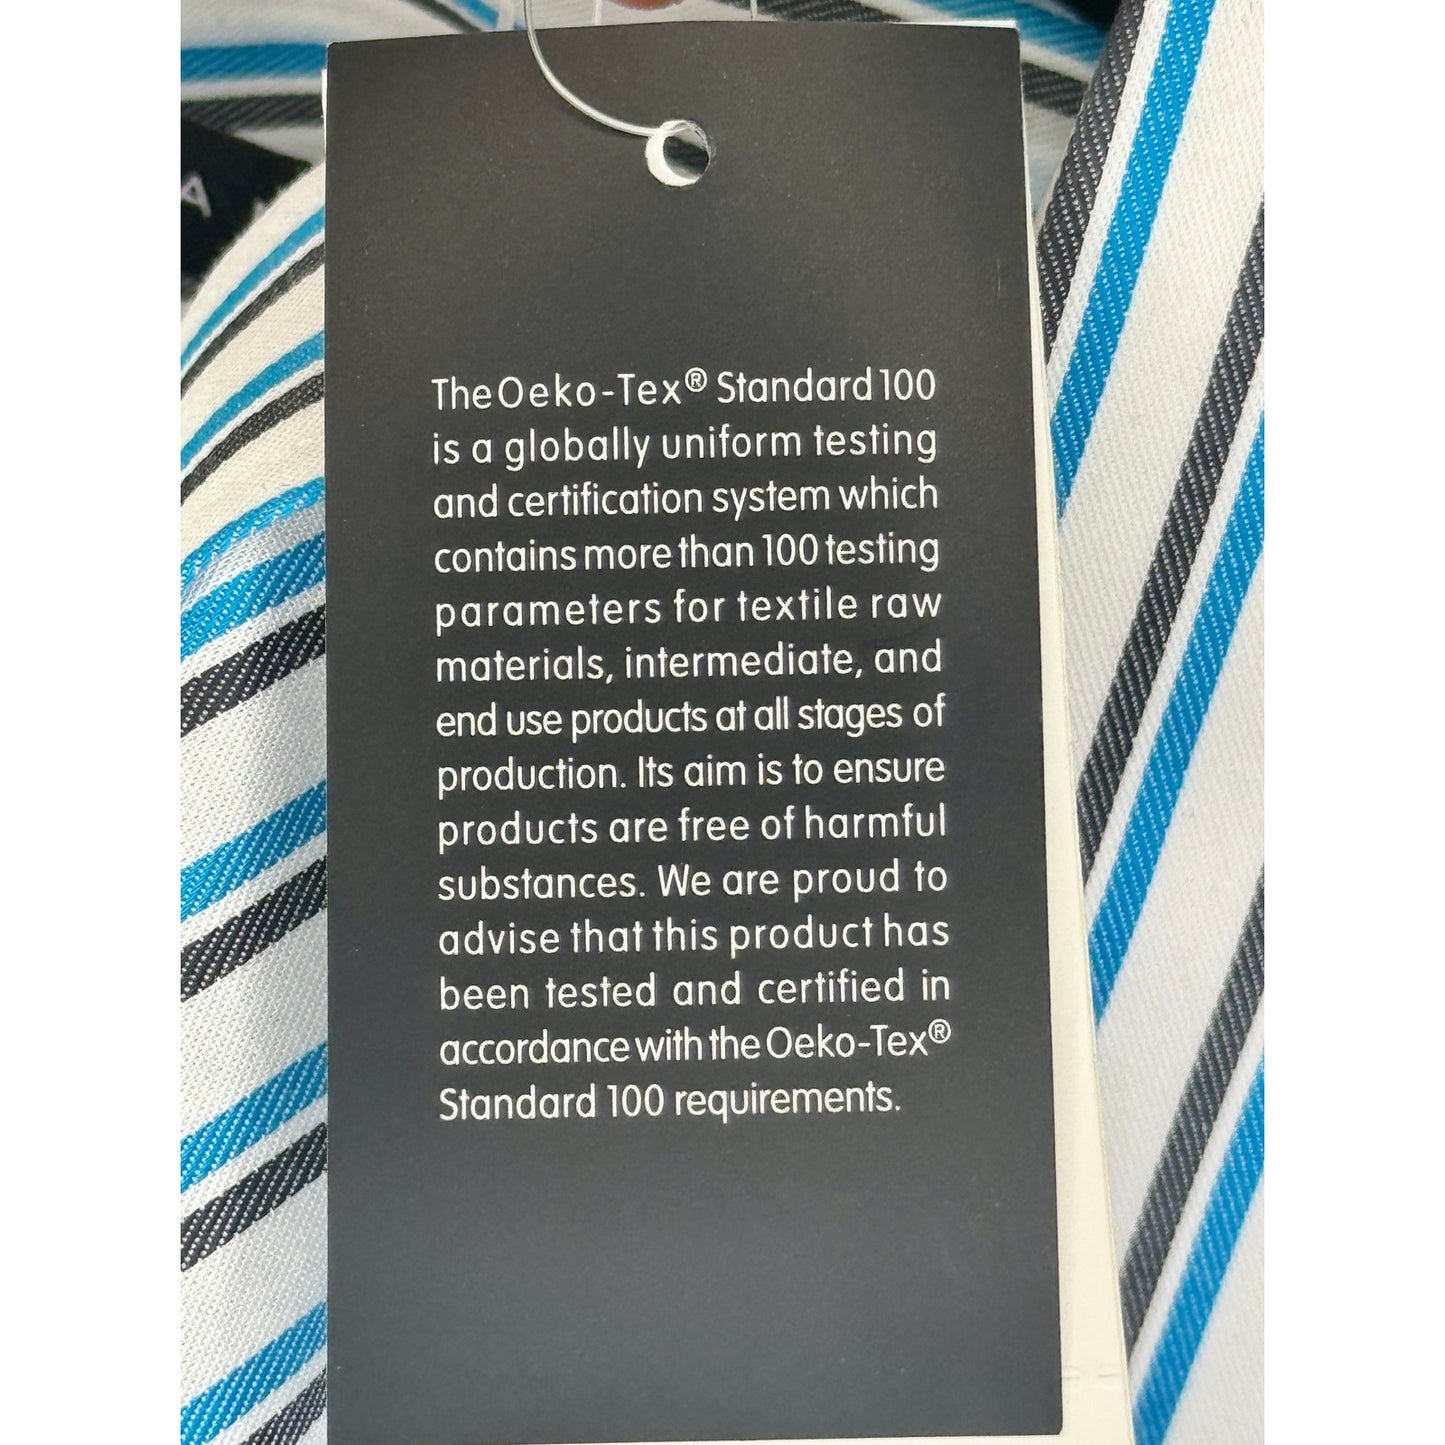 The Oeko-Tex® Standard 100
is a globally uniform testing
and certification system which
contains more than 100 testing
parameters for textile raw
materials, intermediate, and
end use products at all stages of
production. Its aim is to ensure
products are free of harmful
substances. We are proud to
advise that this product has
been tested and certified in
accordance with the Oeko-Tex®
Standard 100 requirements.